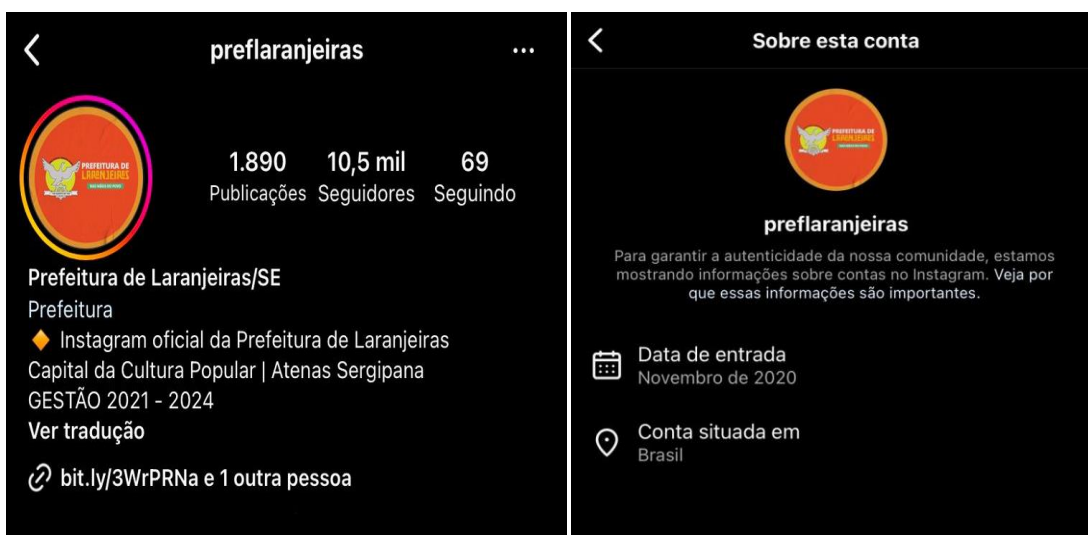 preflaranjeiras
PREFEITURA DE
LARANJEIRAS
1.890
10,5 mil
69
Publicações
Seguidores
Seguindo
Prefeitura de Laranjeiras/SE
Prefeitura
Instagram oficial da Prefeitura de Laranjeiras
Capital da Cultura Popular | Atenas Sergipana
GESTÃO 2021 - 2024
Ver tradução
bit.ly/3WrPRNa e 1 outra pessoa
Sobre esta conta
PREFEITURA DE
LARANJEIRAS
preflaranjeiras
Para garantir a autenticidade da nossa comunidade, estamos
mostrando informações sobre contas no Instagram. Veja por
que essas informações são importantes.
Data de entrada
Novembro de 2020
Conta situada em
Brasil